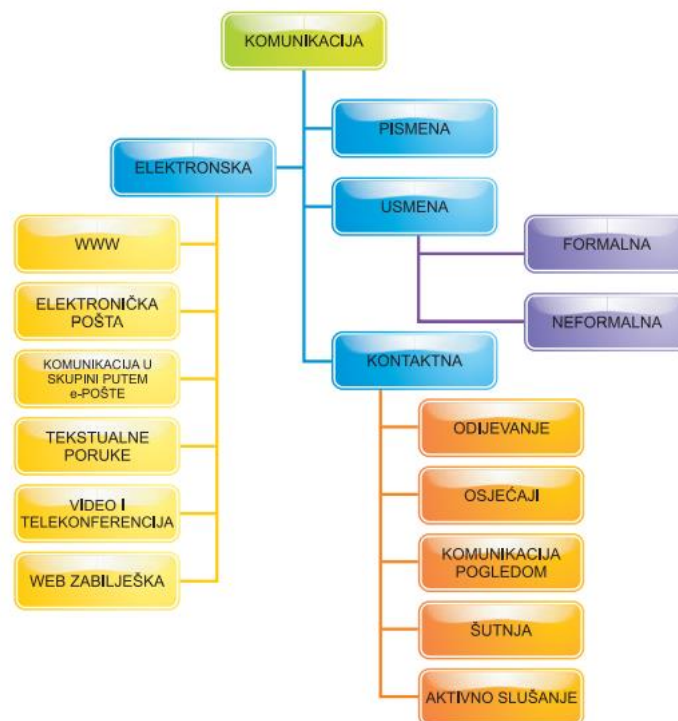 KOMUNIKACIJA
PISMENA
ELEKTRONSKA
USMENA
WWW
FORMALNA
ELEKTRONIČKA
POŠTA
NEFORMALNA
KOMUNIKACIJA U
SKUPINI PUTEM
e-POŠTE
KONTAKTNA
TEKSTUALNE
PORUKE
ODIJEVANJE
VIDEO I
TELEKONFERENCIJA
OSJEĆAJI
WEB ZABILJEŠKA
KOMUNIKACIJA
POGLEDOM
ŠUTNJA
AKTIVNO SLUŠANJE